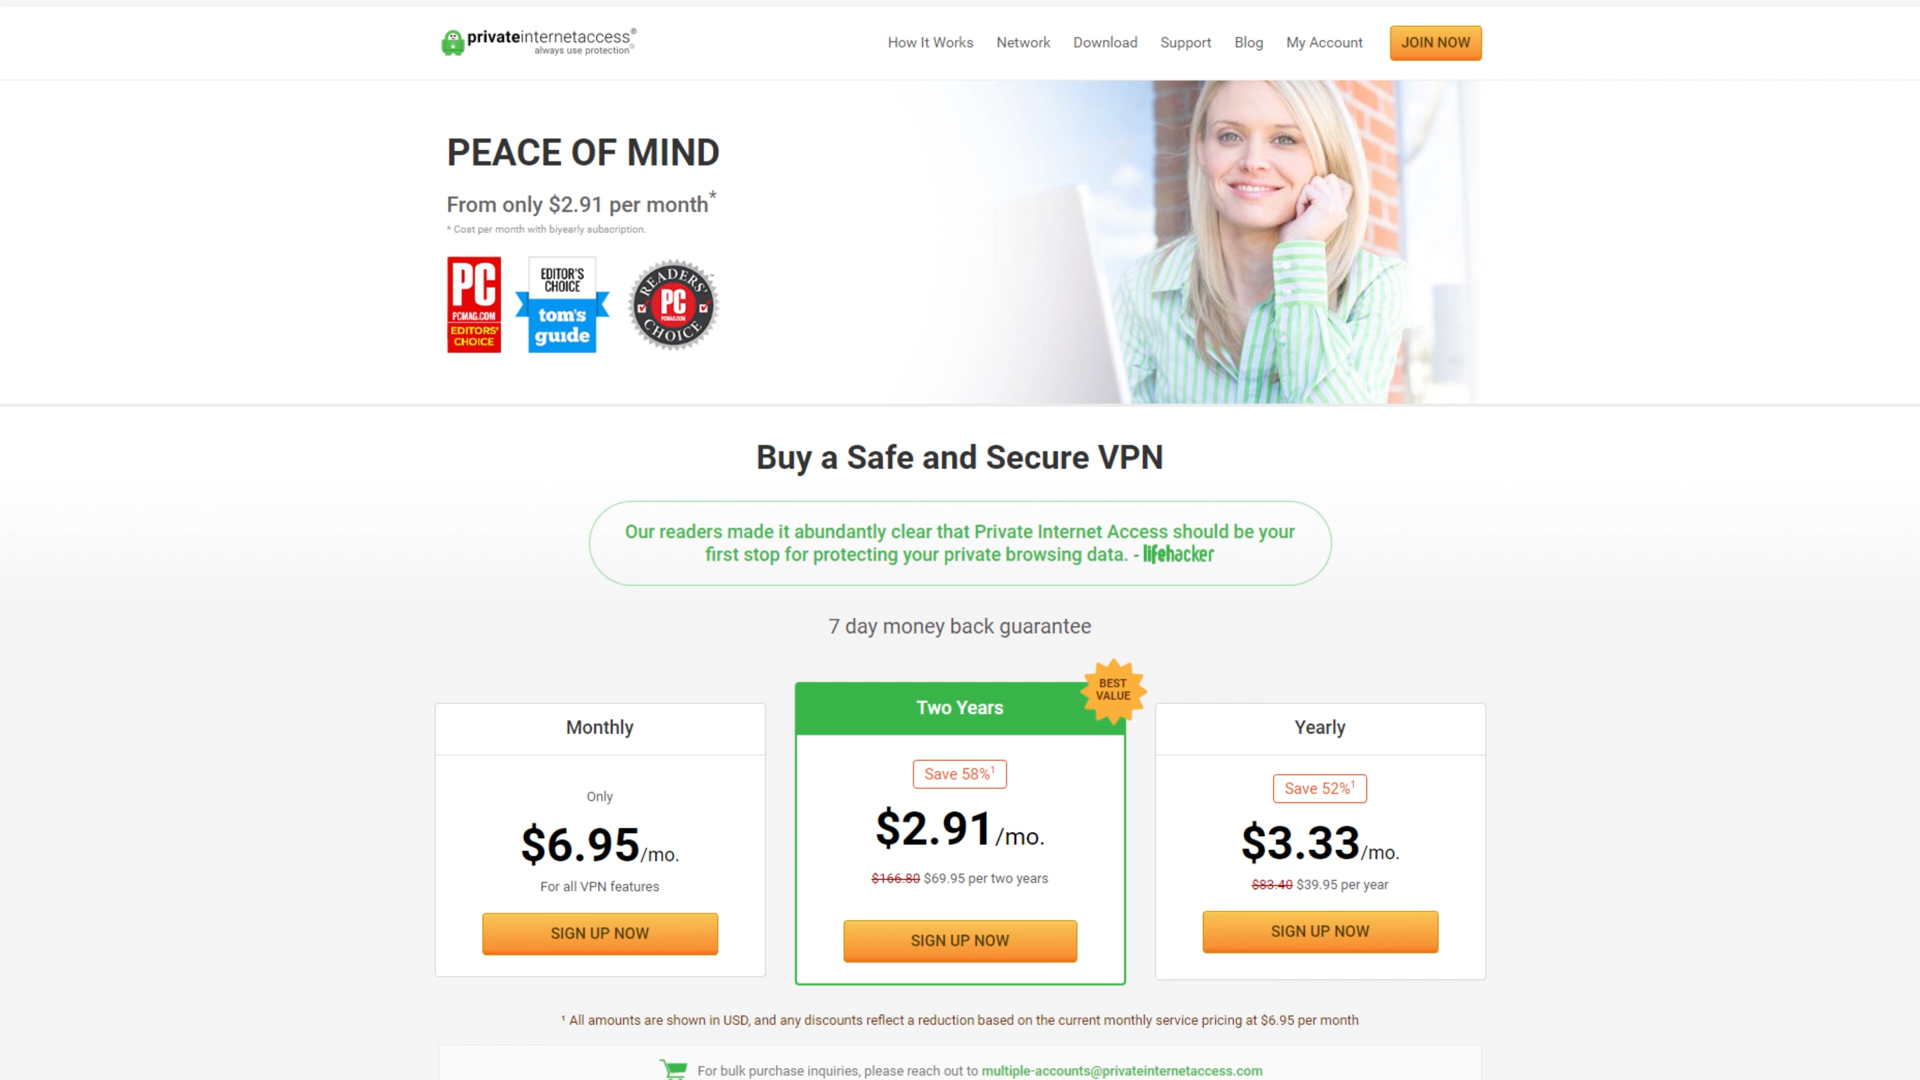 privateinternetaccess®
always use protection®
How It Works Network Download Support Blog My Account JOIN NOW
PEACE OF MIND
From only $2.91 per month*
* Cost per month with biyearly subscription.
PC
PCMAG.COM
EDITORS'
CHOICE
EDITOR'S
CHOICE
tom's
guide
READERS'
PC
PCMAG.COM
CHOICE
Buy a Safe and Secure VPN
Our readers made it abundantly clear that Private Internet Access should be your
first stop for protecting your private browsing data. - lifehacker
7 day money back guarantee
Monthly
Only
$6.95/mo.
For all VPN features
SIGN UP NOW
BEST
VALUE
Two Years
Save 58%¹
$2.91/mo.
$166.80 $69.95 per two years
SIGN UP NOW
Yearly
Save 52%¹
$3.33/mo.
$83.40 $39.95 per year
SIGN UP NOW
¹ All amounts are shown in USD, and any discounts reflect a reduction based on the current monthly service pricing at $6.95 per month
For bulk purchase inquiries, please reach out to multiple-accounts@privateinternetaccess.com